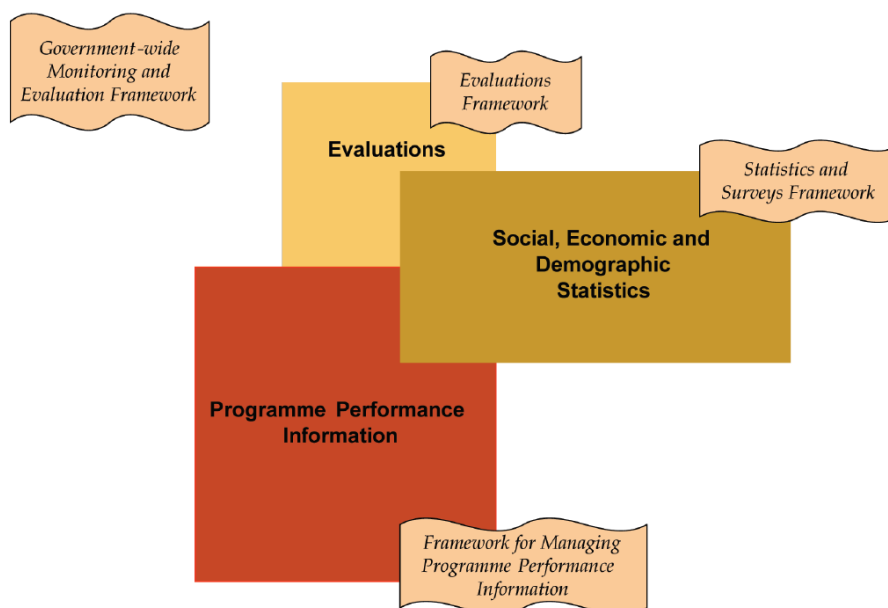 Government-wide
Monitoring and
Evaluation Framework
Evaluations
Framework
Evaluations
Statistics and
Surveys Framework
Social, Economic and
Demographic
Statistics
Programme Performance
Information
Framework for Managing
Programme Performance
Information